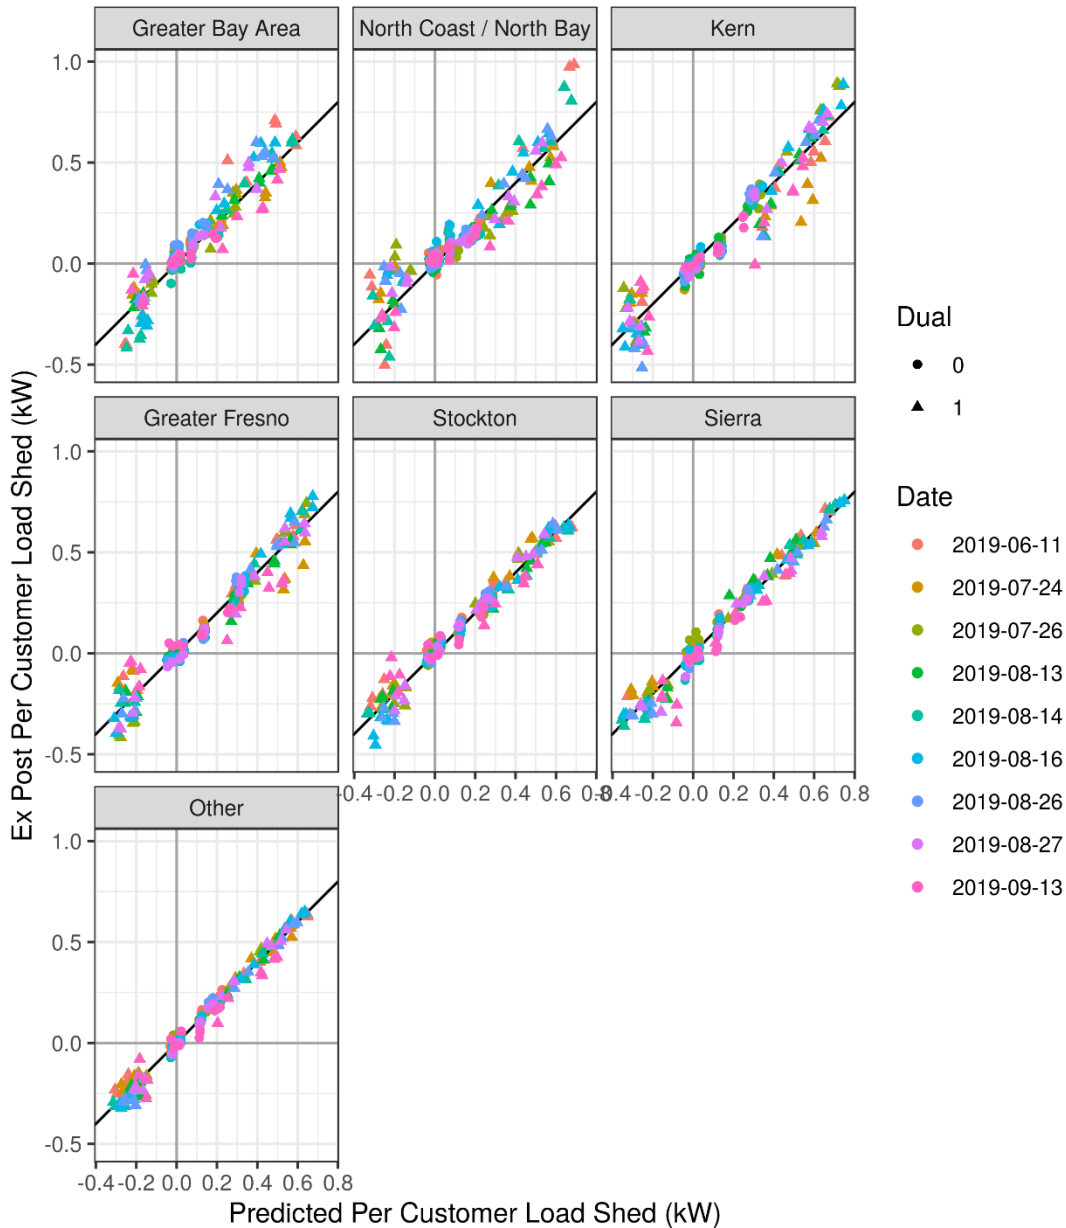 Greater Bay Area
North Coast / North Bay
Kern
1.0
0.5
0.0
-0.5
Greater Fresno
Stockton
Sierra
1.0
0.5
0.0
-0.5
-0.4 -0.2 0.0 0.2 0.4 0.6 0.8
-0.4 -0.2 0.0 0.2 0.4 0.6 0.8
Other
1.0
0.5
0.0
-0.5
-0.4 -0.2 0.0 0.2 0.4 0.6 0.8
Predicted Per Customer Load Shed (kW)
Ex Post Per Customer Load Shed (kW)
Dual
0
1
Date
2019-06-11
2019-07-24
2019-07-26
2019-08-13
2019-08-14
2019-08-16
2019-08-26
2019-08-27
2019-09-13